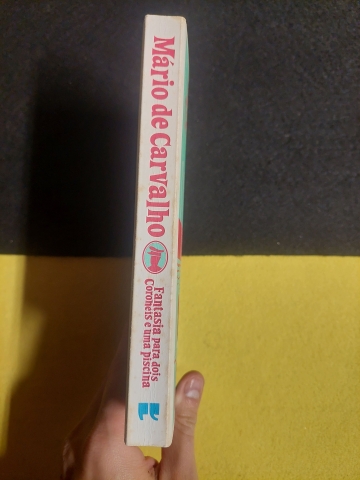 Mário de Carvalho
Fantasia para dois
Coronéis e uma piscina